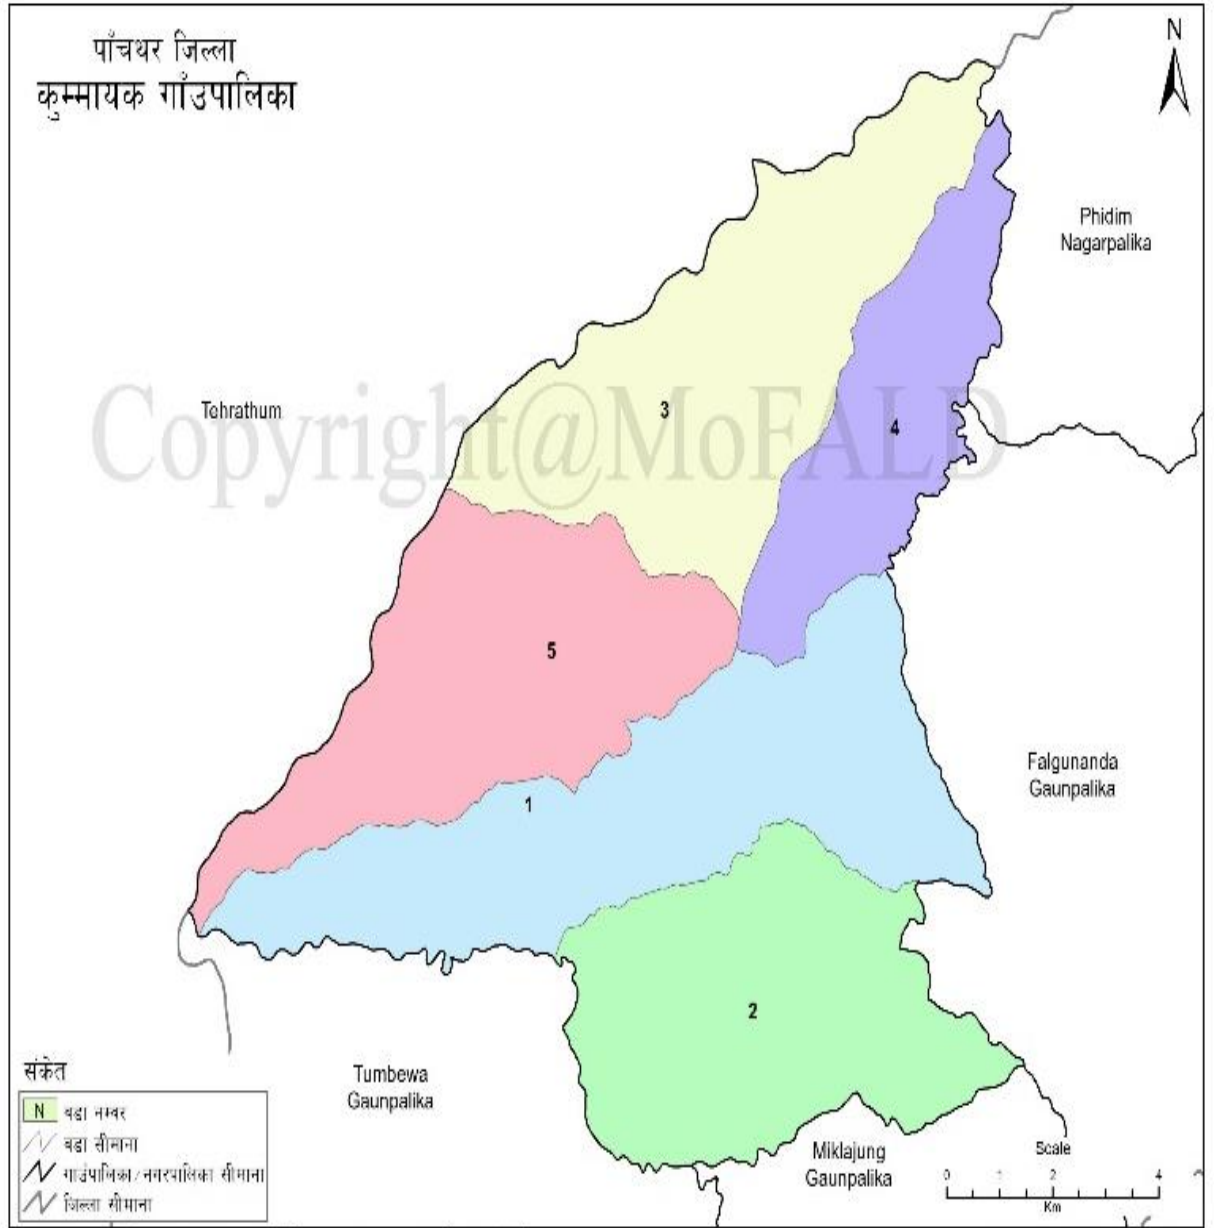 पाँचथर जिल्ला
कुम्मायक गाँउपालिका
N
Phidim
Nagarpalika
Tehrathum
3
Copyright@MoFALD
4
5
1
Falgunanda
Gaunpalika
2
Tumbewa
Gaunpalika
Miklajung
Gaunpalika
संकेत
N वडा नम्बर
वडा सीमाना
गाउंपालिका/नगरपालिका सीमाना
जिल्ला सीमाना
Scale
0 1 2 4
Km